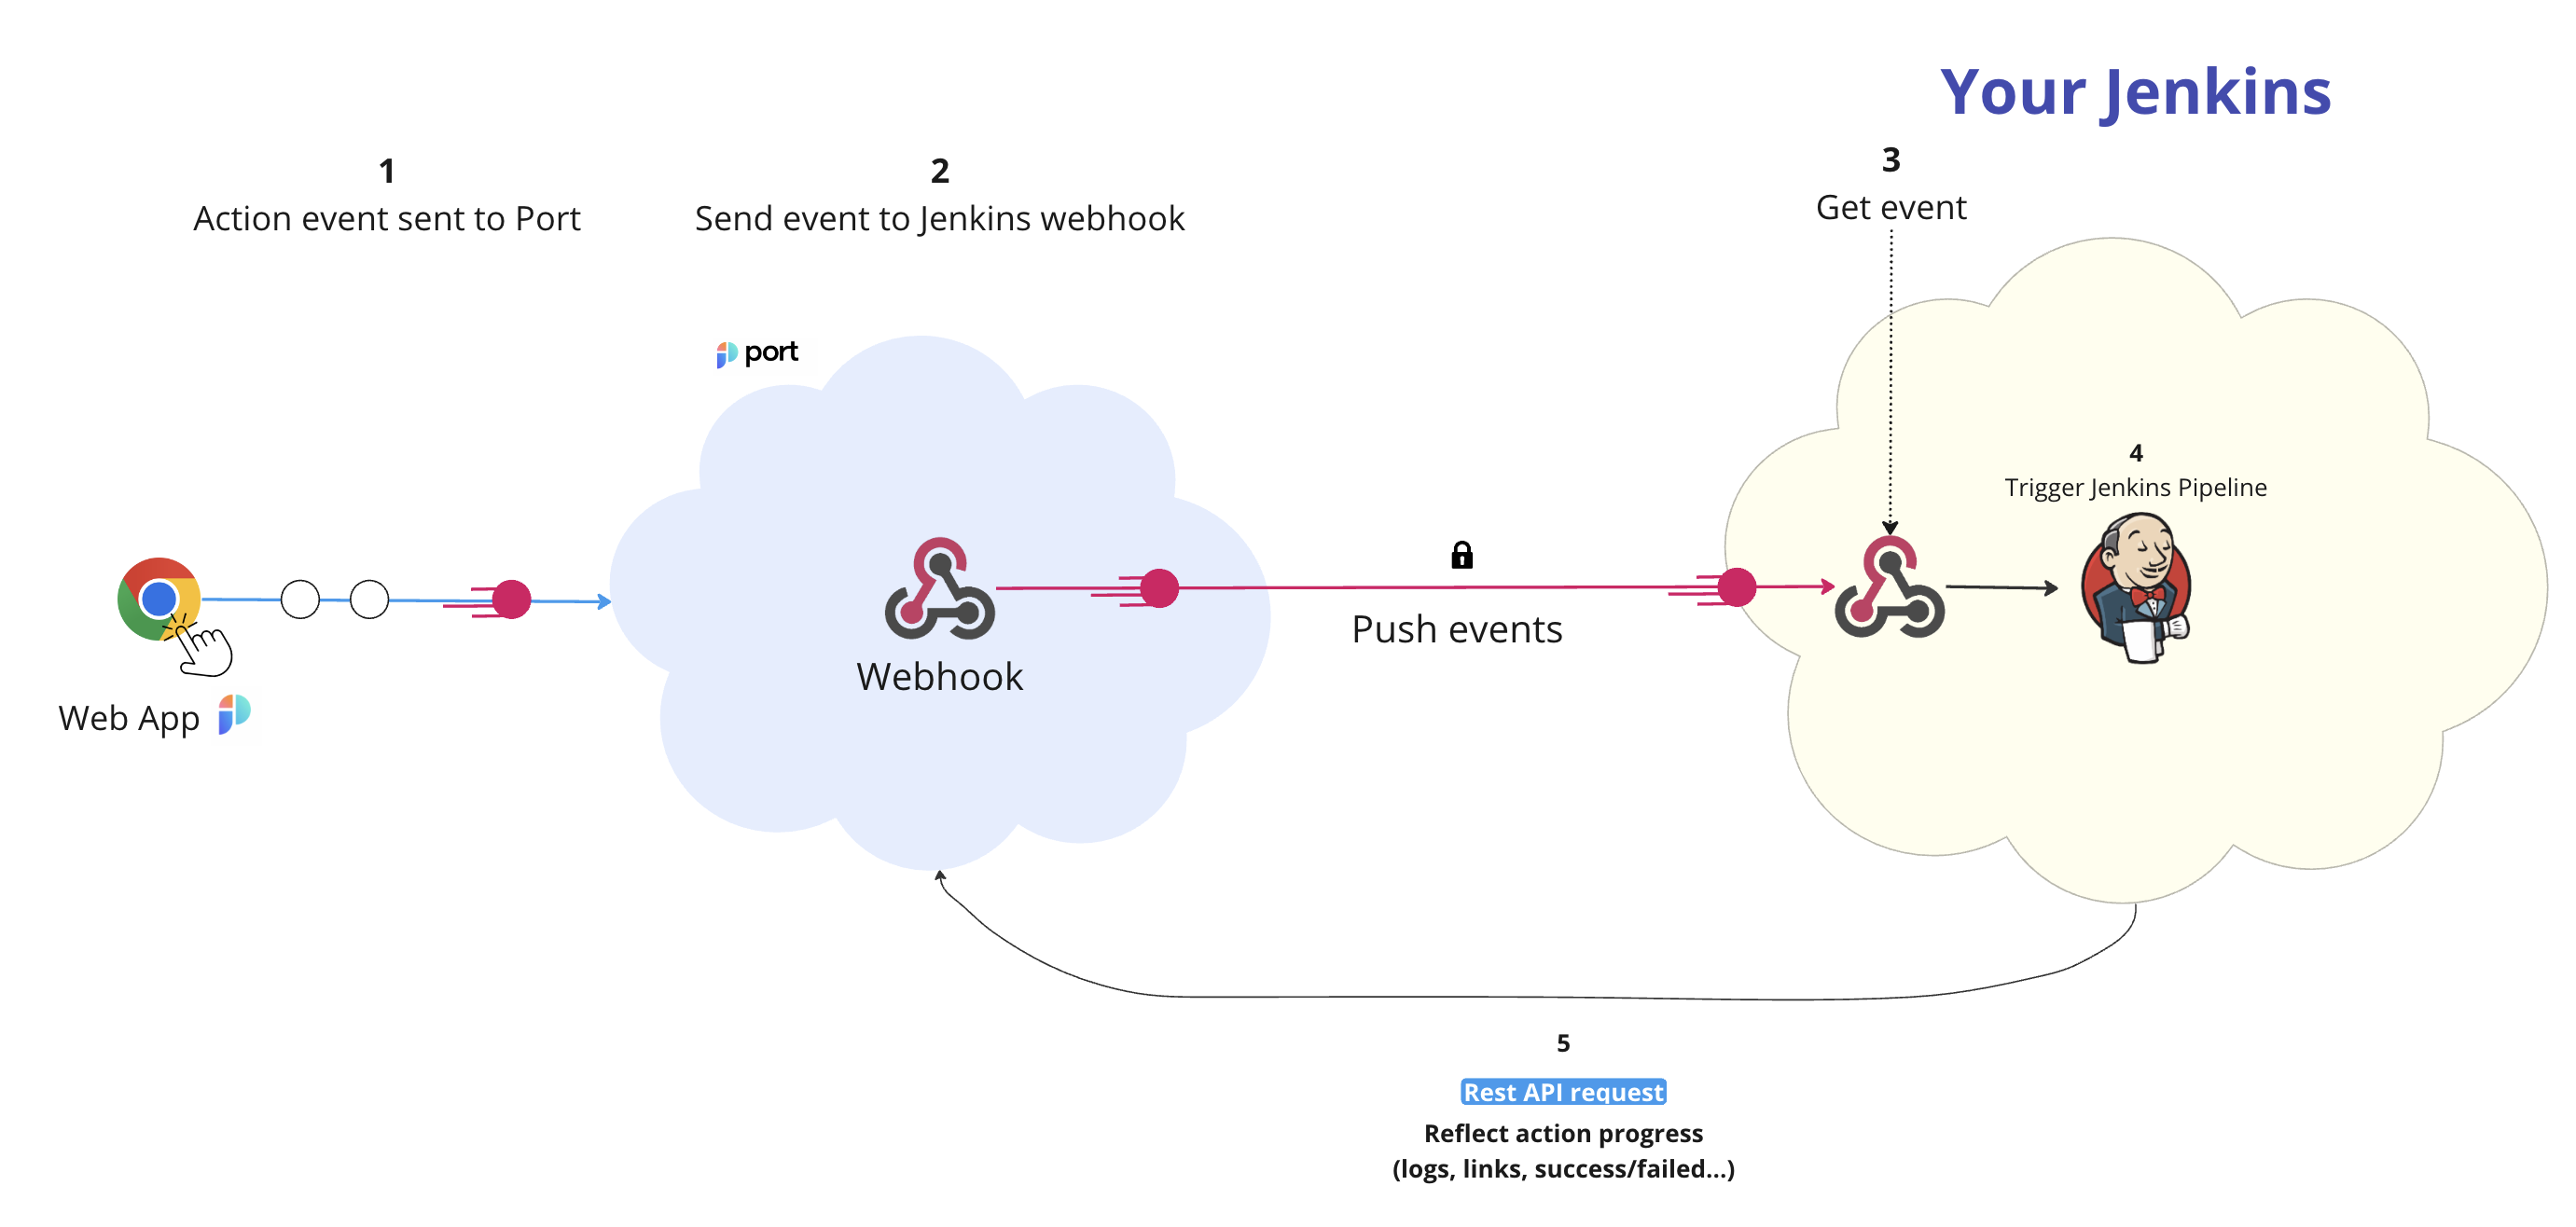 Your Jenkins
1
Action event sent to Port
2
Send event to Jenkins webhook
3
Get event
port
4
Trigger Jenkins Pipeline
Push events
Webhook
Web App
5
Rest API request
Reflect action progress
(logs, links, success/failed...)